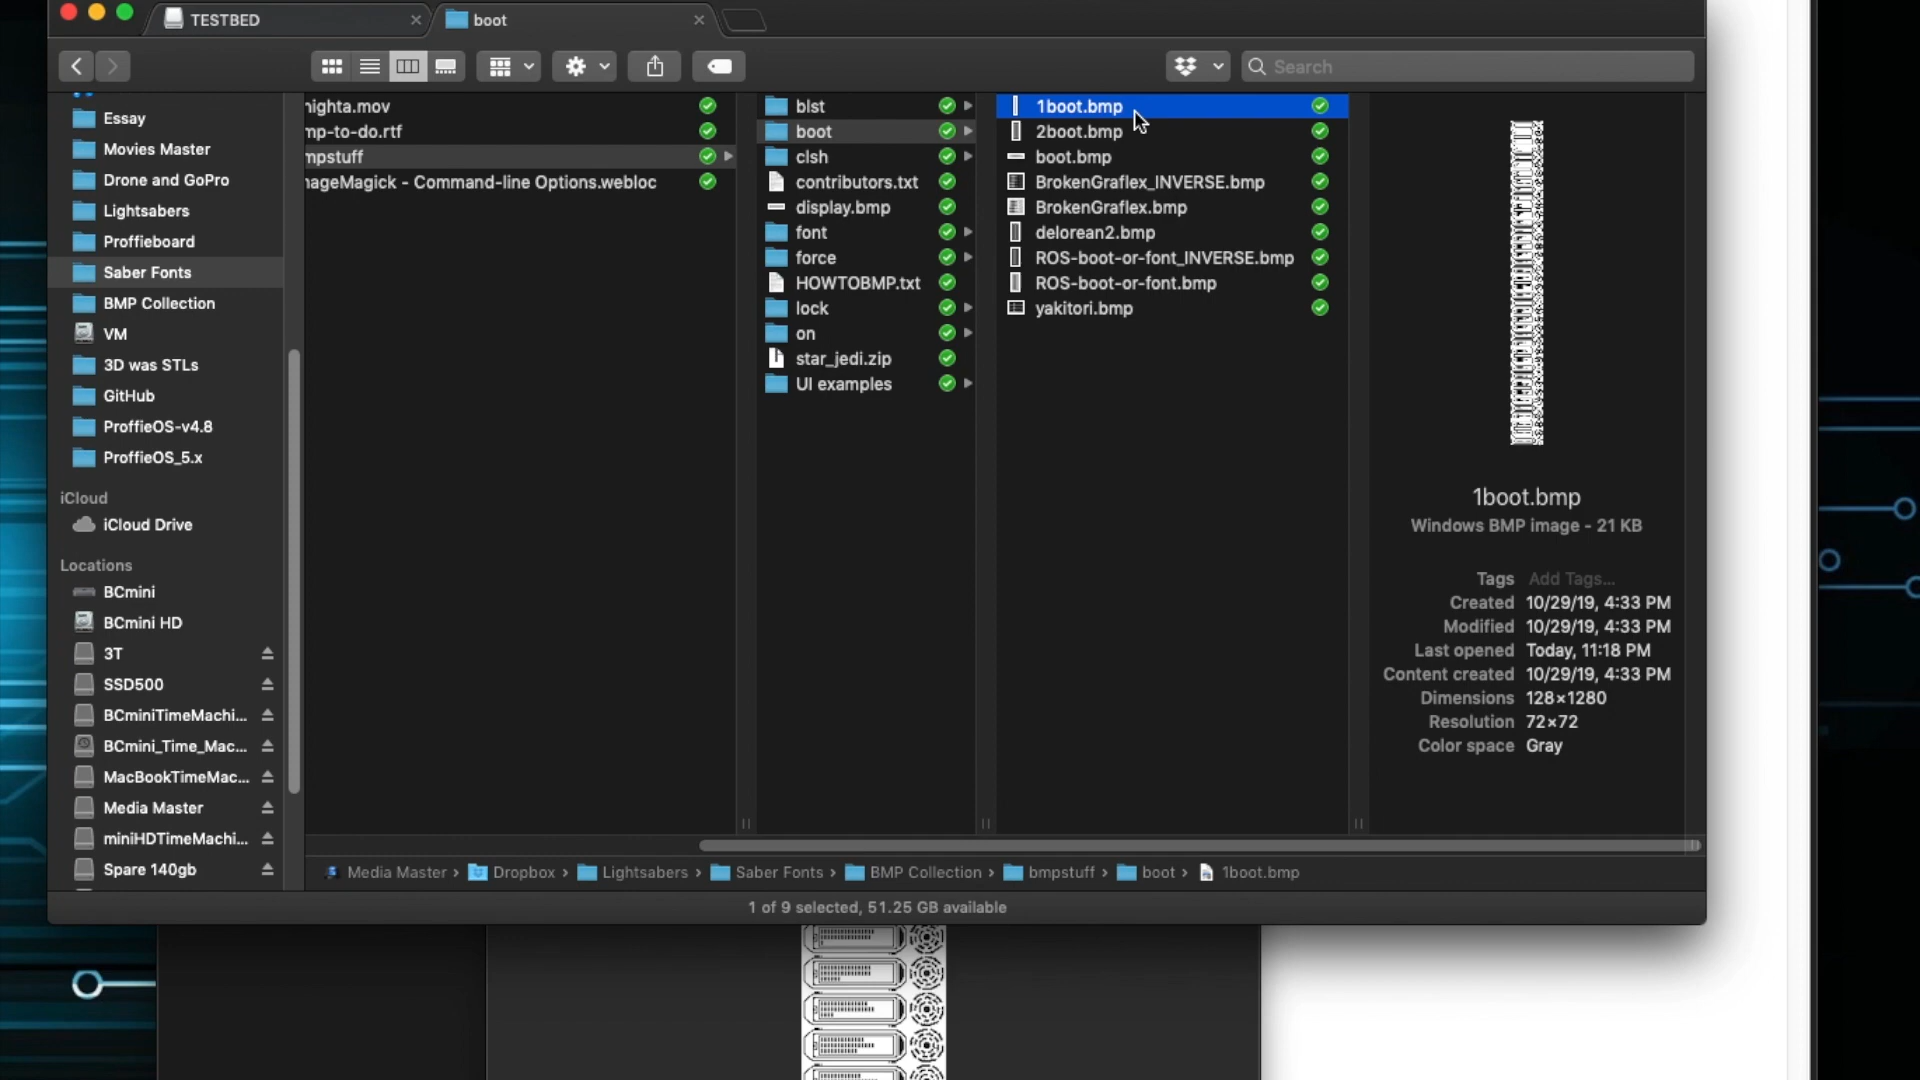 TESTBED
boot
Search
Essay
Movies Master
Drone and GoPro
Lightsabers
Proffieboard
Saber Fonts
BMP Collection
VM
3D was STLs
GitHub
ProffieOS-v4.8
ProffieOS_5.x
iCloud
iCloud Drive
Locations
BCmini
BCmini HD
3T
SSD500
BCminiTimeMachi...
BCmini_Time_Mac...
MacBookTimeMac...
Media Master
miniHDTimeMachi...
Spare 140gb
nighta.mov
mp-to-do.rtf
mpstuff
nageMagick - Command-line Options.webloc
blst
boot
clsh
contributors.txt
display.bmp
font
force
HOWTOBMP.txt
lock
on
star_jedi.zip
UI examples
1boot.bmp
2boot.bmp
boot.bmp
BrokenGraflex_INVERSE.bmp
BrokenGraflex.bmp
delorean2.bmp
ROS-boot-or-font_INVERSE.bmp
ROS-boot-or-font.bmp
yakitori.bmp
1boot.bmp
Windows BMP image - 21 KB
Tags Add Tags...
Created 10/29/19, 4:33 PM
Modified 10/29/19, 4:33 PM
Last opened Today, 11:18 PM
Content created 10/29/19, 4:33 PM
Dimensions 128×1280
Resolution 72×72
Color space Gray
Media Master › Dropbox › Lightsabers › Saber Fonts › BMP Collection › bmpstuff › boot › 1boot.bmp
1 of 9 selected, 51.25 GB available